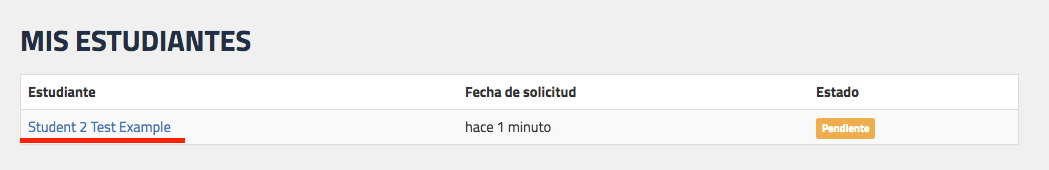 MIS ESTUDIANTES
Estudiante Fecha de solicitud Estado
Student 2 Test Example hace 1 minuto Pendiente